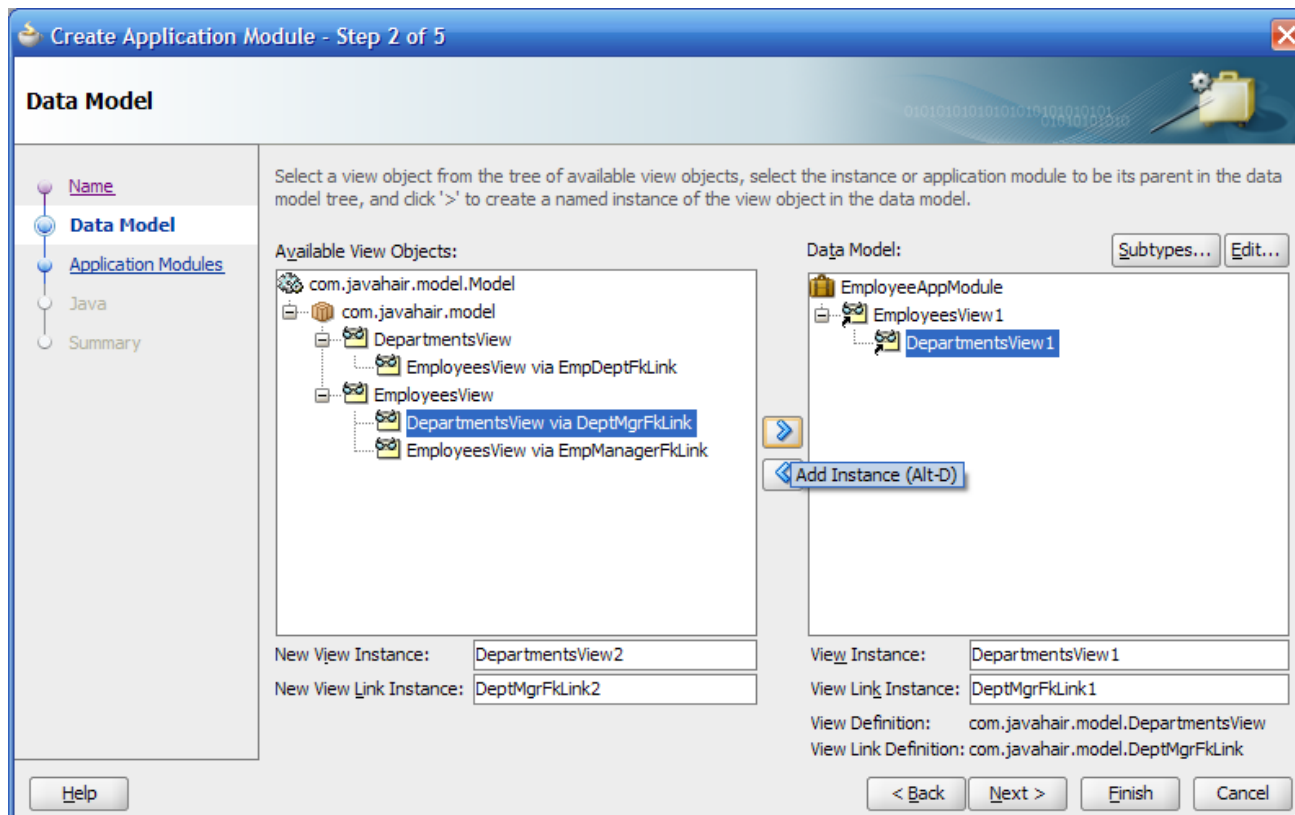 Create Application Module - Step 2 of 5
Data Model
010101010101010101010101
01010101010
Name
Data Model
Application Modules
Java
Summary
Select a view object from the tree of available view objects, select the instance or application module to be its parent in the data
model tree, and click '>' to create a named instance of the view object in the data model.
Available View Objects:
com.javahair.model.Model
com.javahair.model
DepartmentsView
EmployeesView via EmpDeptFkLink
EmployeesView
DepartmentsView via DeptMgrFkLink
EmployeesView via EmpManagerFkLink
New View Instance: DepartmentsView2
New View Link Instance: DeptMgrFkLink2
Add Instance (Alt-D)
Data Model:
Subtypes...
Edit...
EmployeeAppModule
EmployeesView1
DepartmentsView1
View Instance: DepartmentsView1
View Link Instance: DeptMgrFkLink1
View Definition: com.javahair.model.DepartmentsView
View Link Definition: com.javahair.model.DeptMgrFkLink
Help
< Back
Next >
Finish
Cancel